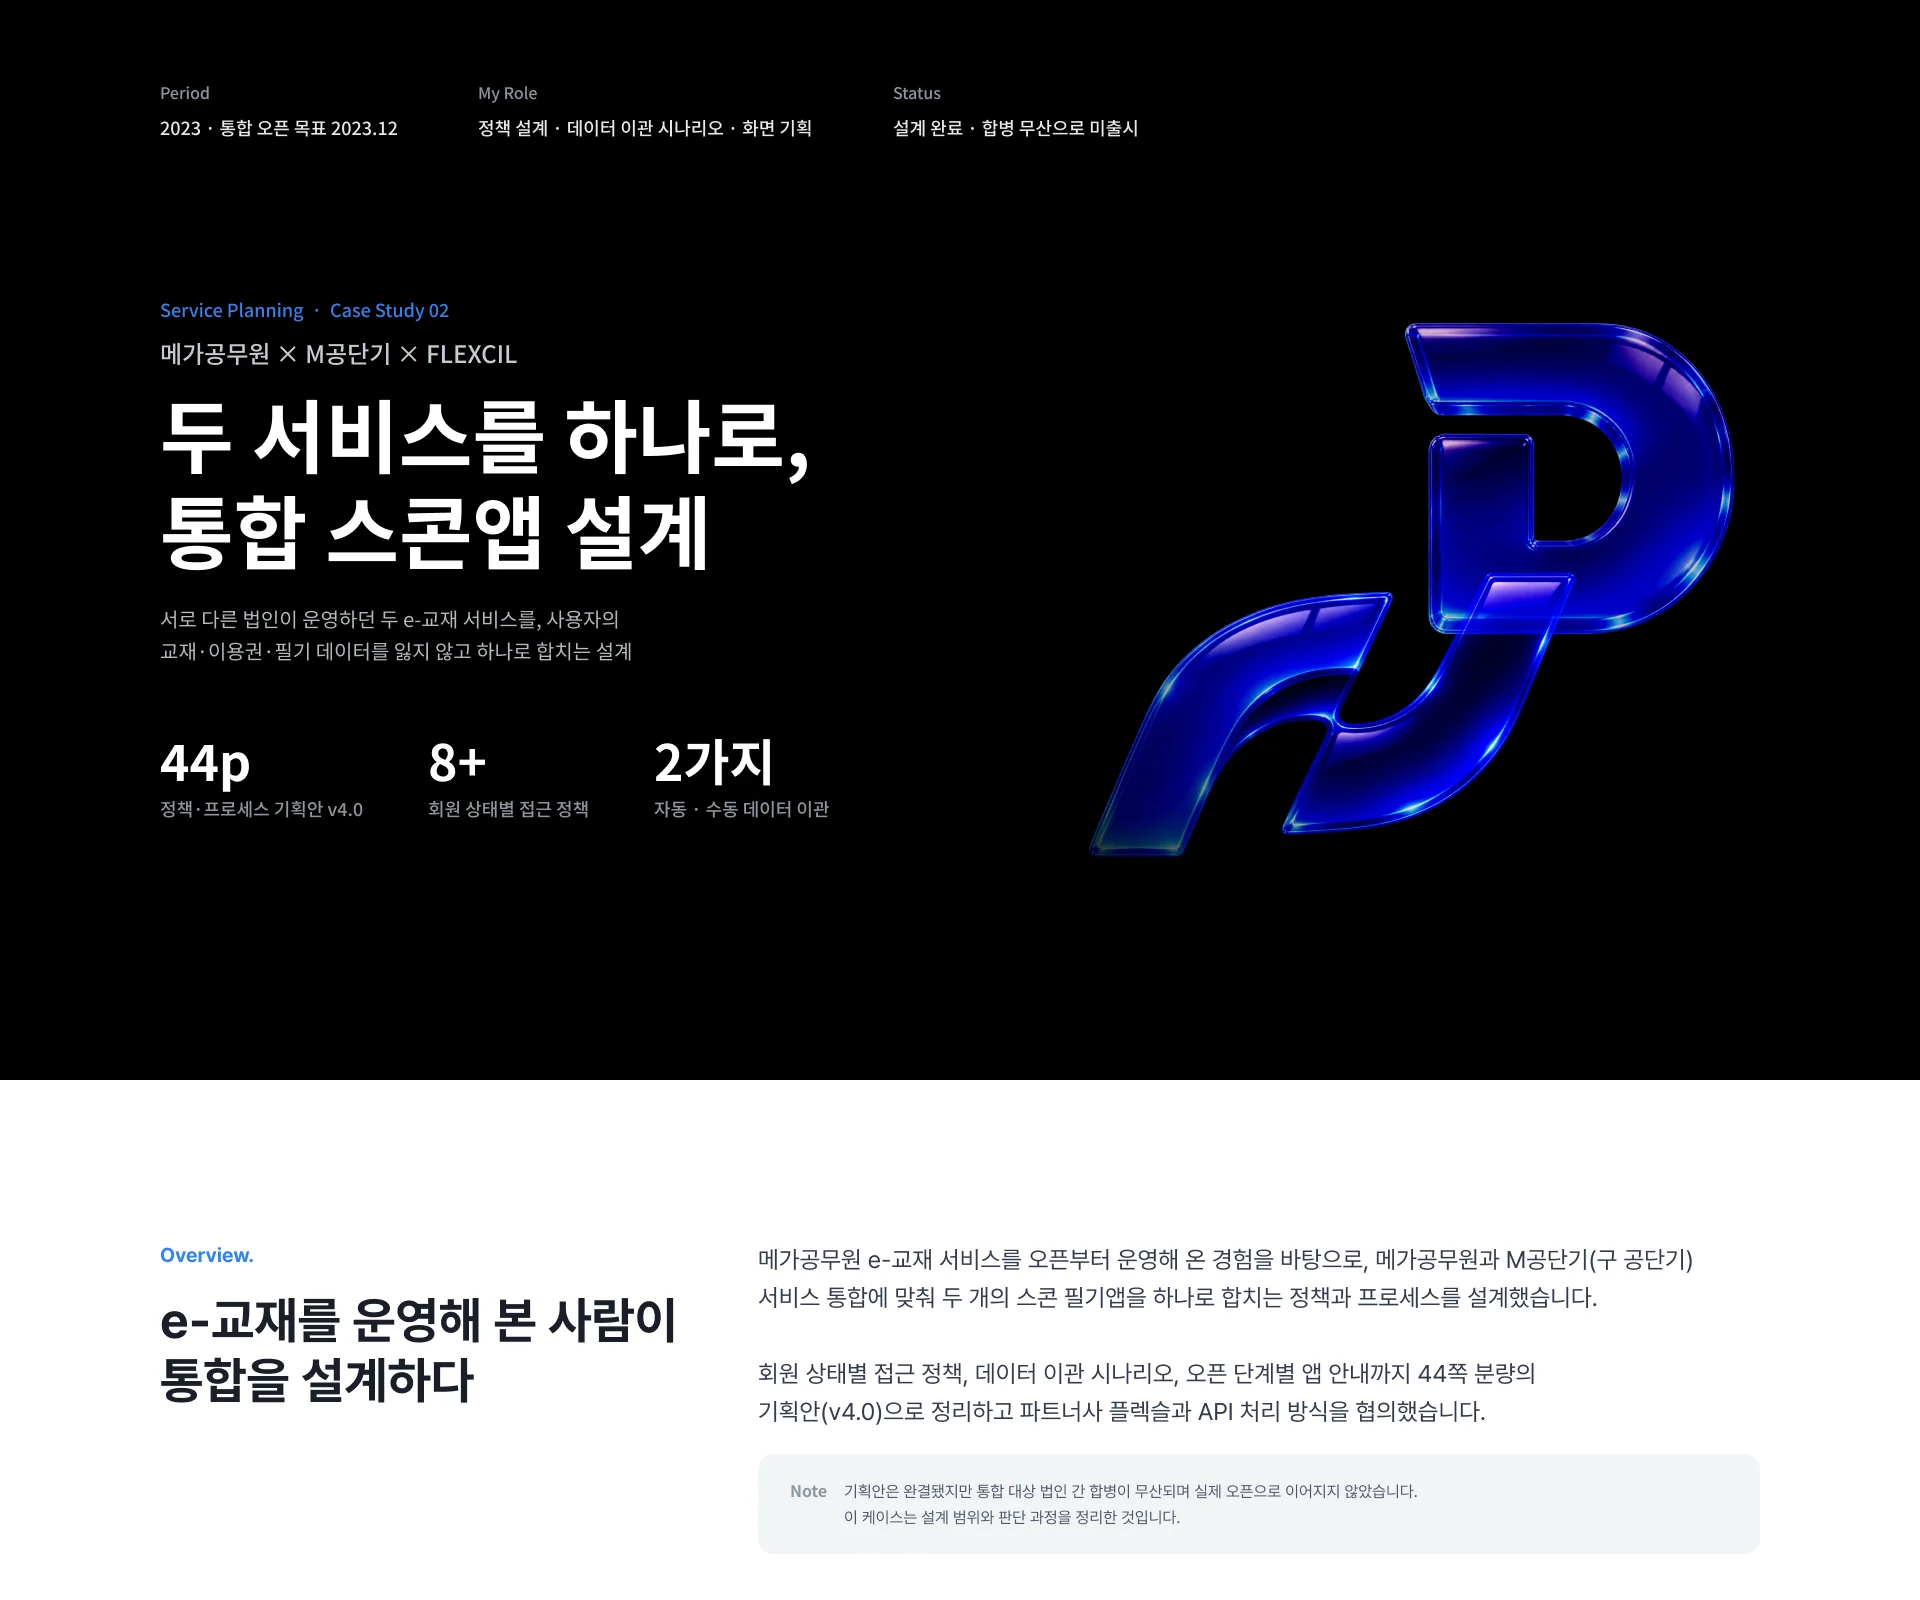 Period
2023 · 통합 오픈 목표 2023.12
My Role
정책 설계 · 데이터 이관 시나리오 · 화면 기획
Status
설계 완료 · 합병 무산으로 미출시
Service Planning · Case Study 02
메가공무원 × M공단기 × FLEXCIL
두 서비스를 하나로,
통합 스콘앱 설계
서로 다른 법인이 운영하던 두 e-교재 서비스를, 사용자의
교재·이용권·필기 데이터를 잃지 않고 하나로 합치는 설계
44p
정책·프로세스 기획안 v4.0
8+
회원 상태별 접근 정책
2가지
자동 · 수동 데이터 이관
Overview.
e-교재를 운영해 본 사람이
통합을 설계하다
메가공무원 e-교재 서비스를 오픈부터 운영해 온 경험을 바탕으로, 메가공무원과 M공단기(구 공단기)
서비스 통합에 맞춰 두 개의 스콘 필기앱을 하나로 합치는 정책과 프로세스를 설계했습니다.
회원 상태별 접근 정책, 데이터 이관 시나리오, 오픈 단계별 앱 안내까지 44쪽 분량의
기획안(v4.0)으로 정리하고 파트너사 플렉슬과 API 처리 방식을 협의했습니다.
Note 기획안은 완결됐지만 통합 대상 법인 간 합병이 무산되며 실제 오픈으로 이어지지 않았습니다.
이 케이스는 설계 범위와 판단 과정을 정리한 것입니다.